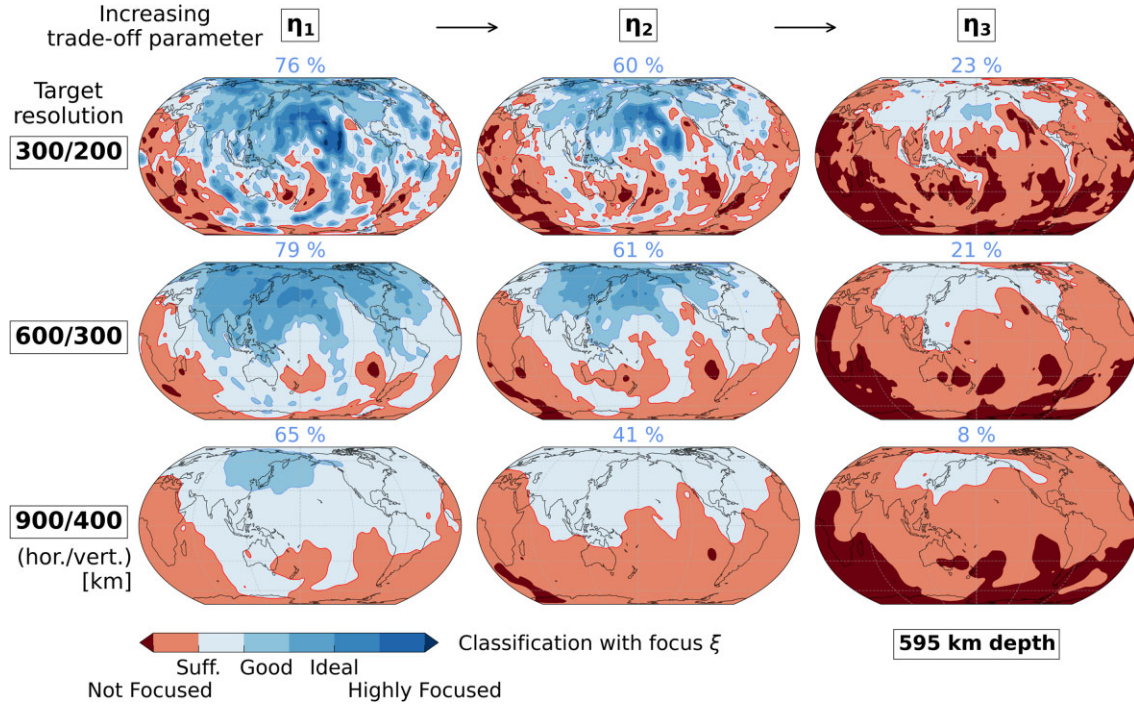 Increasing
trade-off parameter
η₁
η₂
η₃
Target
resolution
76 %
60 %
23 %
300/200
79 %
61 %
21 %
600/300
65 %
41 %
8 %
900/400
(hor./vert.)
[km]
Suff. Good Ideal
Not Focused Highly Focused
Classification with focus ξ
595 km depth